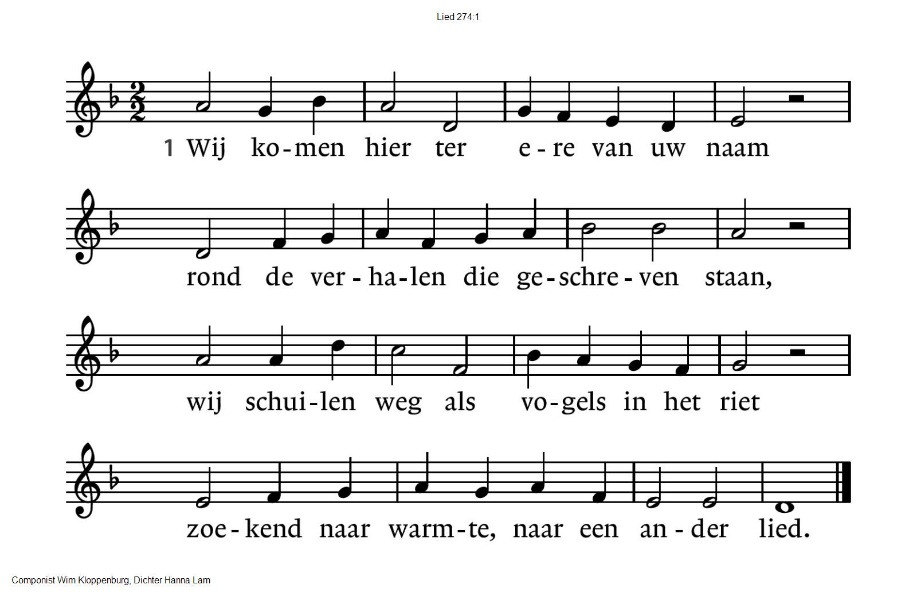 Lied 274:1
2
2
1 Wij ko-men hier ter e - re van uw naam
rond de ver - ha-len die ge-schre - ven staan,
wij schui-len weg als vo-gels in het riet
zoe - kend naar warm-te, naar een an - der lied.
Componist Wim Kloppenburg, Dichter Hanna Lam